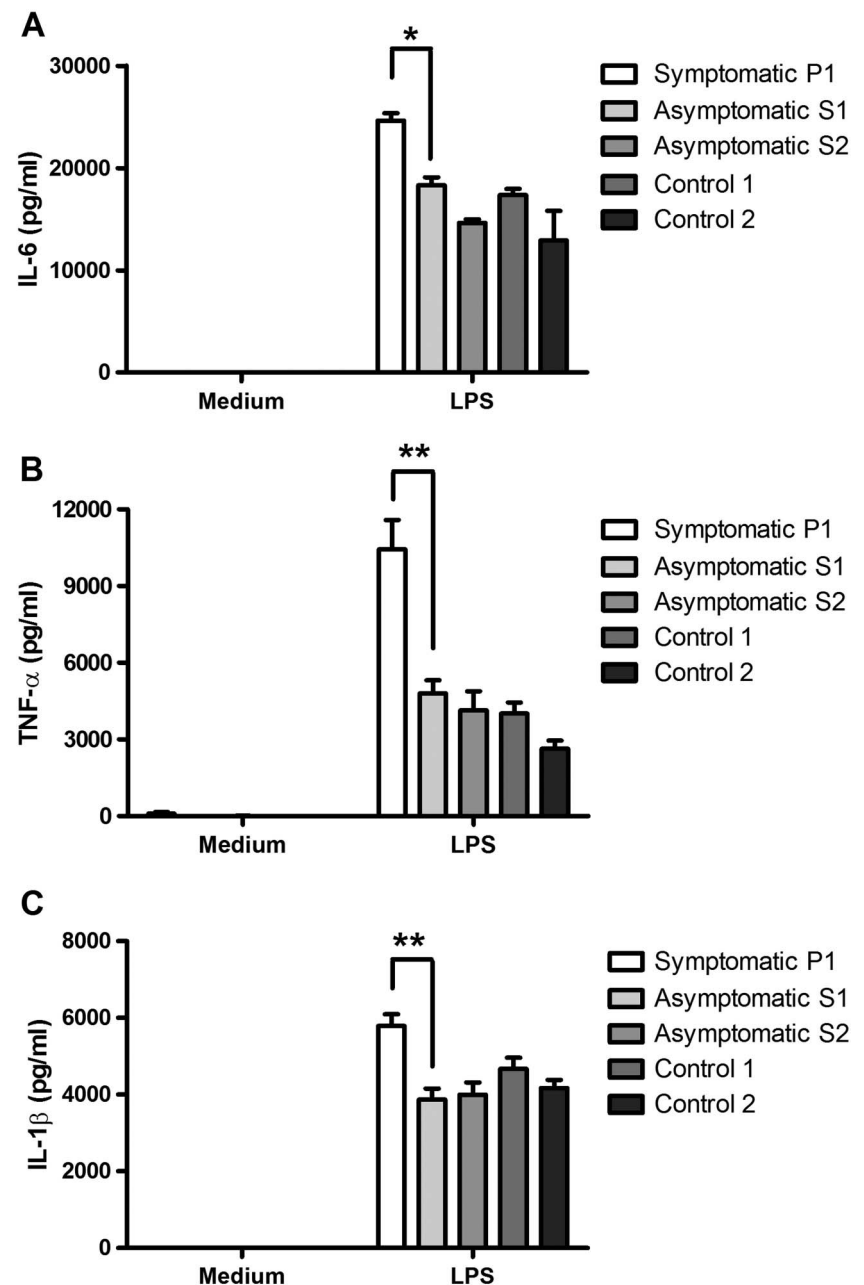 A
*
30000
20000
10000
0
IL-6 (pg/ml)
Medium
LPS
Symptomatic P1
Asymptomatic S1
Asymptomatic S2
Control 1
Control 2
B
**
12000
9000
6000
3000
0
TNF-α (pg/ml)
Medium
LPS
Symptomatic P1
Asymptomatic S1
Asymptomatic S2
Control 1
Control 2
C
**
8000
6000
4000
2000
0
IL-1β (pg/ml)
Medium
LPS
Symptomatic P1
Asymptomatic S1
Asymptomatic S2
Control 1
Control 2